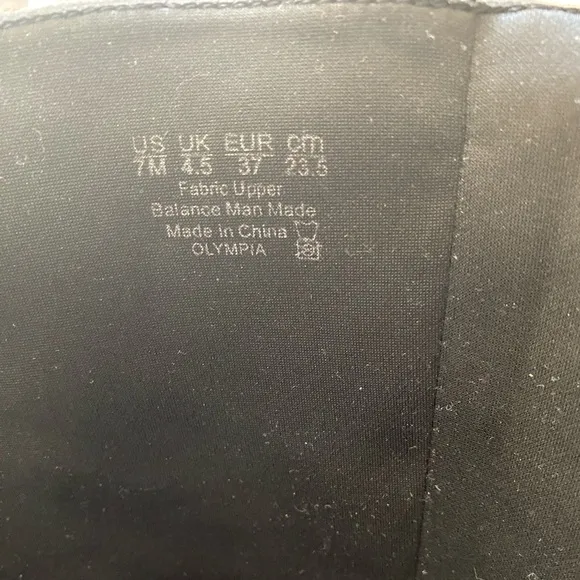 US UK EUR cm
7M 4.5 37 23.5
Fabric Upper
Balance Man Made
Made In China
OLYMPIA